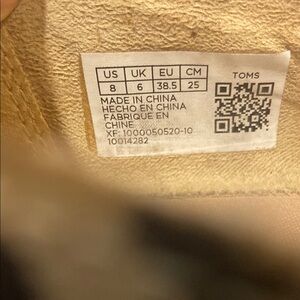 US UK EU CM TOMS
8 6 38.5 25
MADE IN CHINA
HECHO EN CHINA
FABRIQUE EN
CHINE
XF: 1000050520-10
10014282